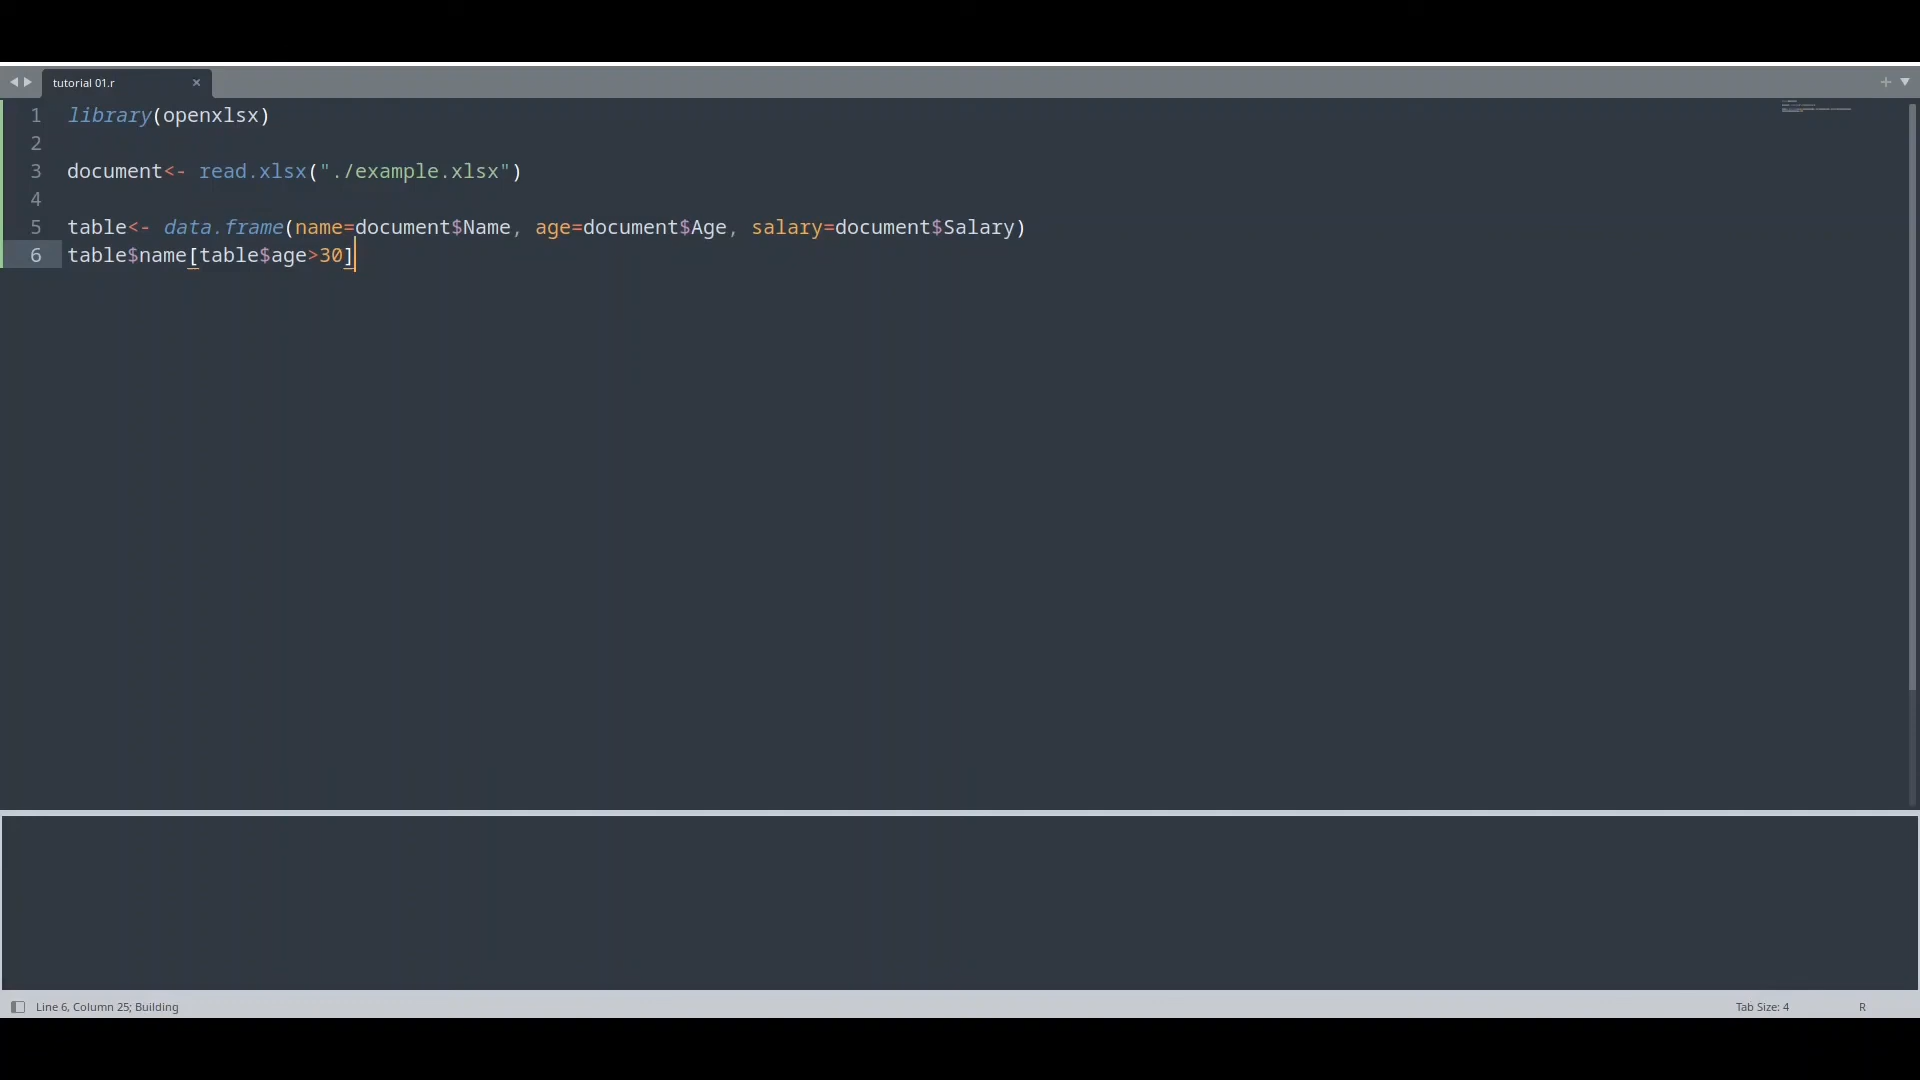 tutorial 01.r
1 library(openxlsx)
2
3 document<- read.xlsx("./example.xlsx")
4
5 table<- data.frame(name=document$Name, age=document$Age, salary=document$Salary)
6 table$name[table$age>30]
Line 6, Column 25; Building
Tab Size: 4
R